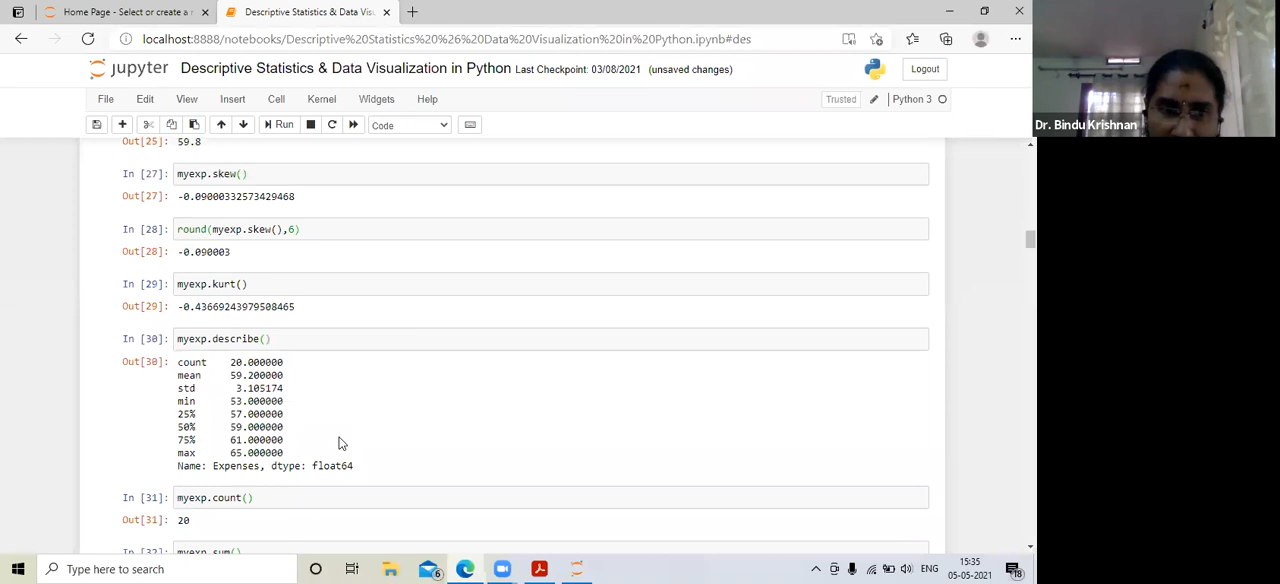 Home Page - Select or create a n
Descriptive Statistics & Data Visu
localhost:8888/notebooks/Descriptive%20Statistics%20%26%20Data%20Visualization%20in%20Python.ipynb#des
jupyter Descriptive Statistics & Data Visualization in Python Last Checkpoint: 03/08/2021 (unsaved changes)
Logout
File Edit View Insert Cell Kernel Widgets Help
Trusted Python 3
Run Code
Dr. Bindu Krishnan
Out[25]: 59.8
In [27]: myexp.skew()
Out[27]: -0.09000332573429468
In [28]: round(myexp.skew(),6)
Out[28]: -0.090003
In [29]: myexp.kurt()
Out[29]: -0.43669243979508465
In [30]: myexp.describe()
Out[30]: count 20.000000
mean 59.200000
std 3.105174
min 53.000000
25% 57.000000
50% 59.000000
75% 61.000000
max 65.000000
Name: Expenses, dtype: float64
In [31]: myexp.count()
Out[31]: 20
In [32]: myexp.sum()
Type here to search
6
ENG
15:35
05-05-2021
18